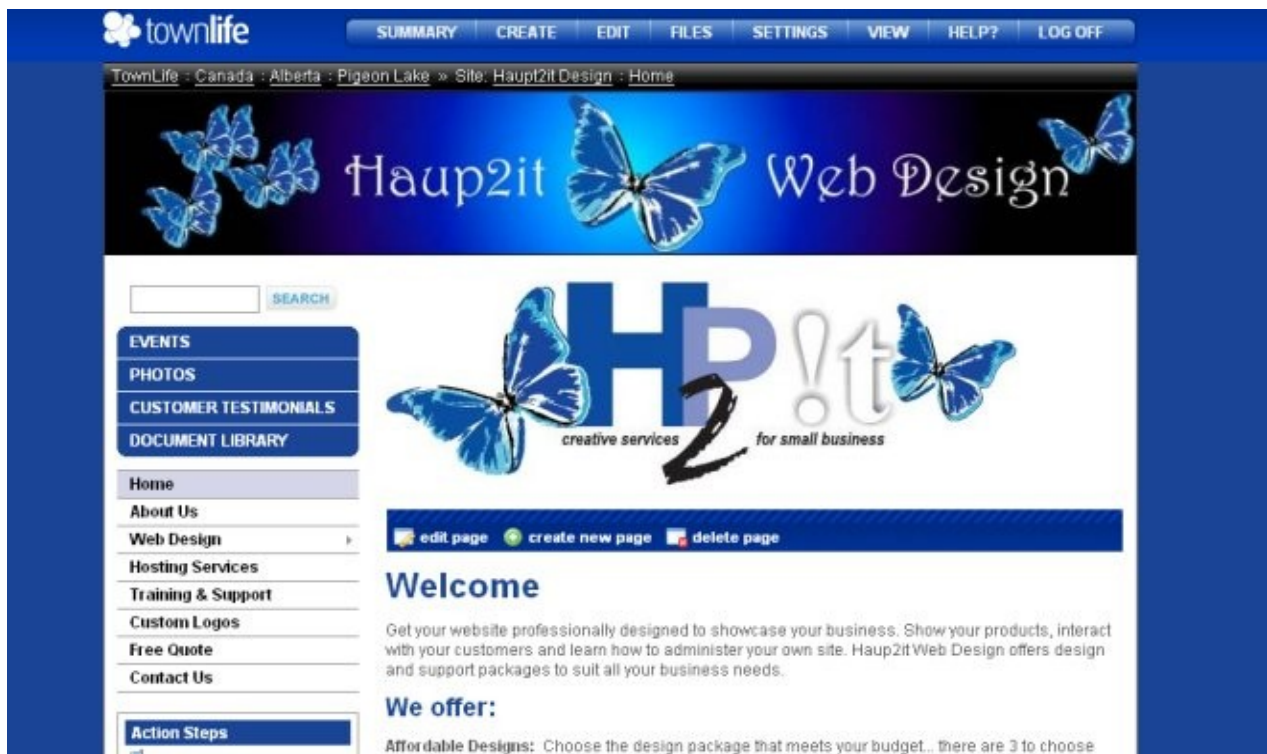 townlife
SUMMARY CREATE EDIT FILES SETTINGS VIEW HELP? LOG OFF
TownLife : Canada : Alberta : Pigeon Lake » Site: Haupt2it Design : Home
Haup2it Web Design
SEARCH
EVENTS
PHOTOS
CUSTOMER TESTIMONIALS
DOCUMENT LIBRARY
Home
About Us
Web Design
Hosting Services
Training & Support
Custom Logos
Free Quote
Contact Us
Action Steps
HP2!t
creative services for small business
edit page create new page delete page
Welcome
Get your website professionally designed to showcase your business. Show your products, interact
with your customers and learn how to administer your own site. Haup2it Web Design offers design
and support packages to suit all your business needs.
We offer:
Affordable Designs: Choose the design package that meets your budget... there are 3 to choose